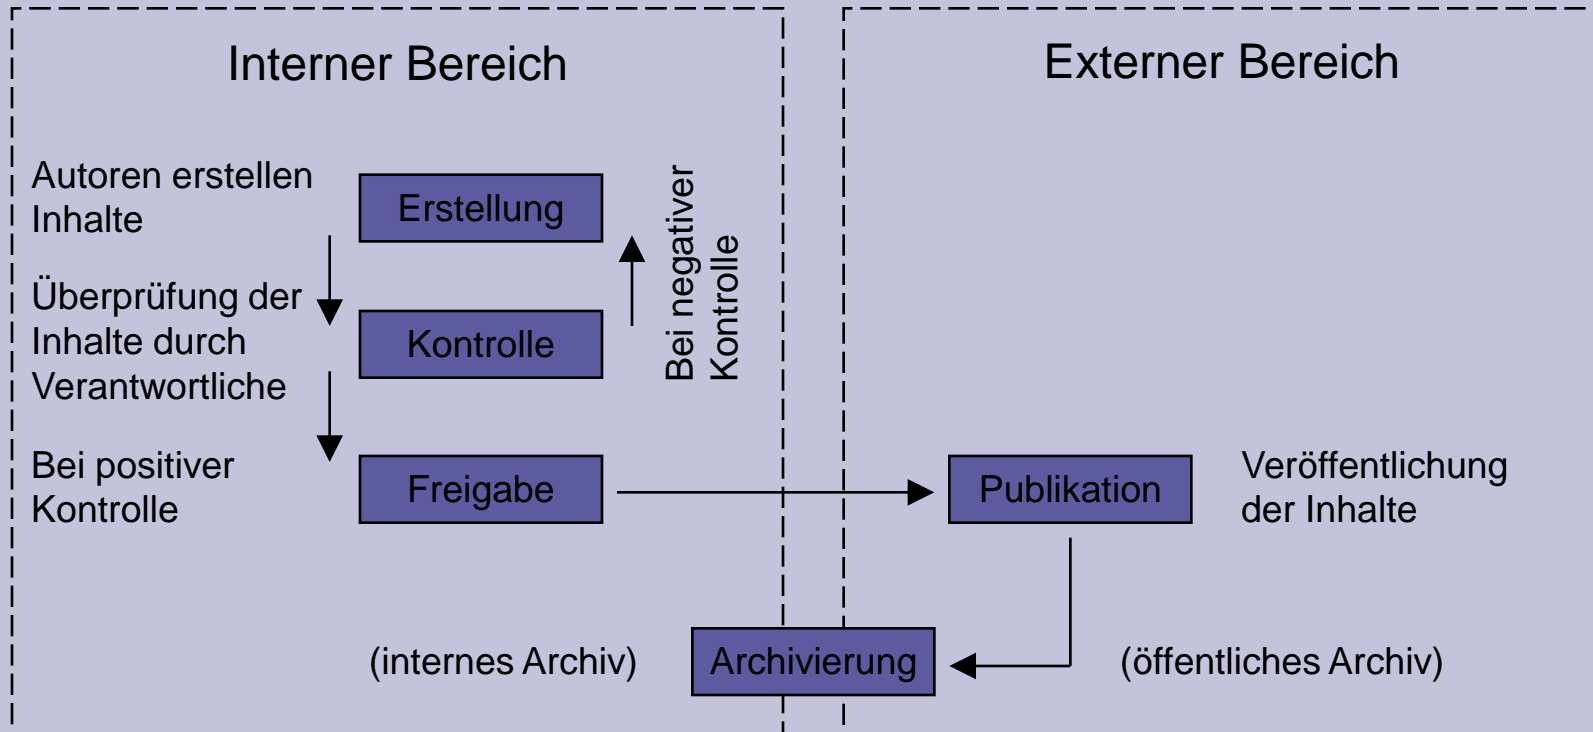 Interner Bereich
Externer Bereich
Autoren erstellen
Inhalte
Erstellung
Bei negativer
Kontrolle
Überprüfung der
Inhalte durch
Verantwortliche
Kontrolle
Bei positiver
Kontrolle
Freigabe
Publikation
Veröffentlichung
der Inhalte
(internes Archiv)
Archivierung
(öffentliches Archiv)